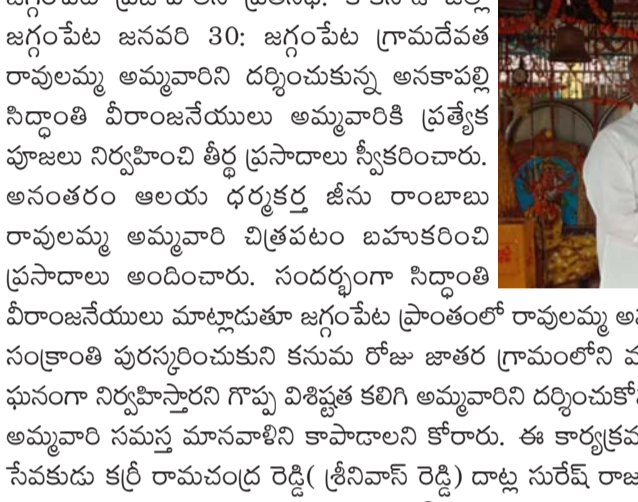 జగ్గంపేట జనవరి 30: జగ్గంపేట గ్రామదేవత
రావులమ్మ అమ్మవారిని దర్శించుకున్న అనకాపల్లి
సిద్ధాంతి వీరాంజనేయులు అమ్మవారికి ప్రత్యేక
పూజలు నిర్వహించి తీర్థ ప్రసాదాలు స్వీకరించారు.
అనంతరం ఆలయ ధర్మకర్త జీను రాంబాబు
రావులమ్మ అమ్మవారి చిత్రపటం బహుకరించి
ప్రసాదాలు అందించారు. సందర్భంగా సిద్ధాంతి
వీరాంజనేయులు మాట్లాడుతూ జగ్గంపేట ప్రాంతంలో రావులమ్మ
సంక్రాంతి పురస్కరించుకుని కనుమ రోజు జాతర గ్రామంలోని
ఘనంగా నిర్వహిస్తారని గొప్ప విశిష్టత కలిగి అమ్మవారిని
అమ్మవారి సమస్త మానవాళిని కాపాడాలని కోరారు. ఈ
సేవకుడు కర్రీ రామచంద్ర రెడ్డి( శ్రీనివాస్ రెడ్డి) దాట్ల సురేష్